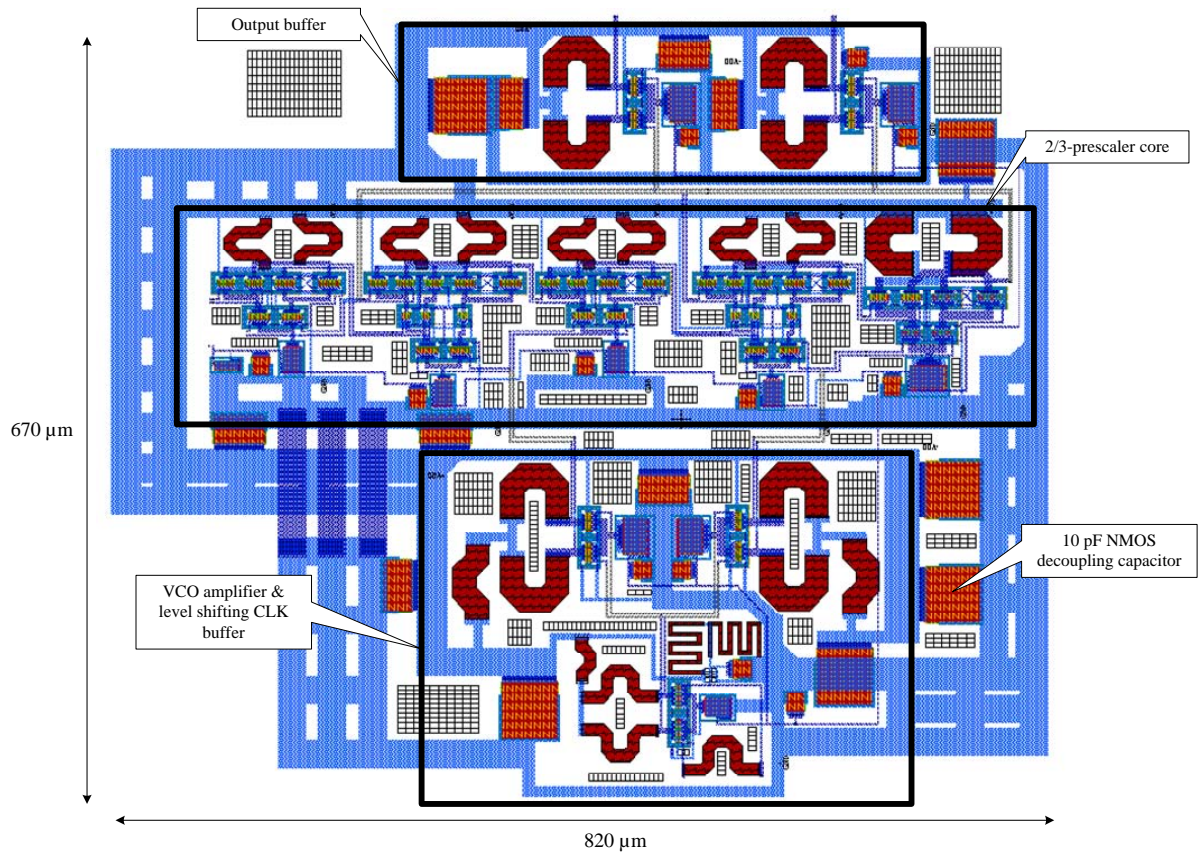 Output buffer
2/3-prescaler core
670 µm
10 pF NMOS
decoupling capacitor
VCO amplifier &
level shifting CLK
buffer
820 µm